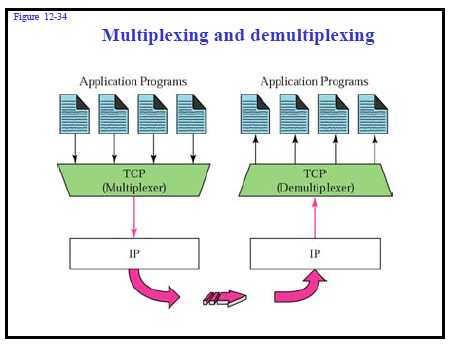 Figure 12-34
Multiplexing and demultiplexing
Application Programs
Application Programs
TCP
(Multiplexer)
TCP
(Demultiplexer)
IP
IP